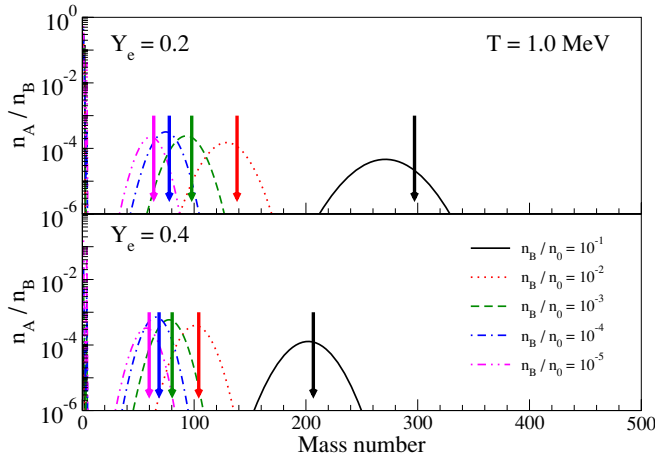 10^0
Y_e = 0.2
T = 1.0 MeV
10^-2
n_A / n_B
10^-4
10^-6
Y_e = 0.4
10^-2
n_B / n_0 = 10^-1
n_B / n_0 = 10^-2
n_A / n_B
n_B / n_0 = 10^-3
10^-4
n_B / n_0 = 10^-4
n_B / n_0 = 10^-5
10^-6
0 100 200 300 400 500
Mass number